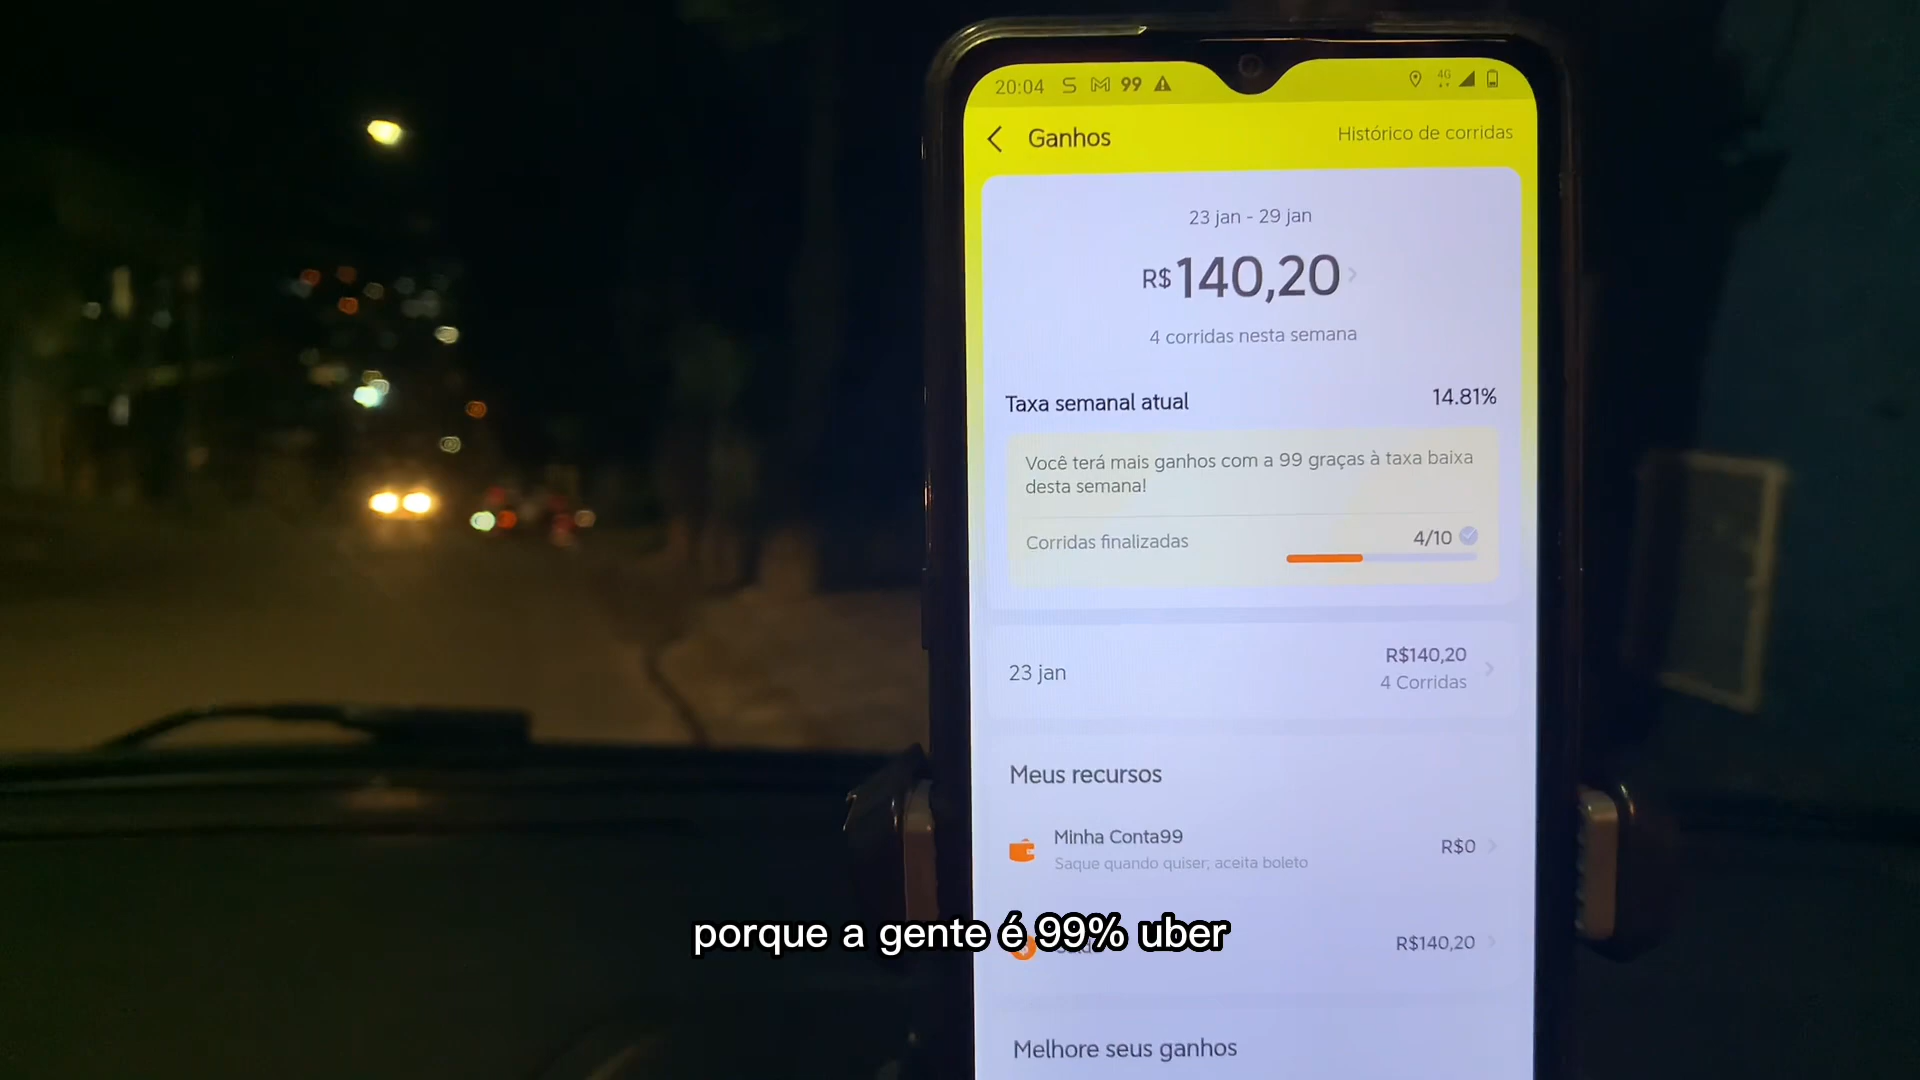 20:04 S M 99
4G
Ganhos
Histórico de corridas
23 jan - 29 jan
R$140,20
4 corridas nesta semana
Taxa semanal atual
14.81%
Você terá mais ganhos com a 99 graças à taxa baixa
desta semana!
Corridas finalizadas
4/10
23 jan
R$140,20
4 Corridas
Meus recursos
Minha Conta99
R$0
Saque quando quiser; aceita boleto
porque a gente é 99% uber
R$140,20
Melhore seus ganhos